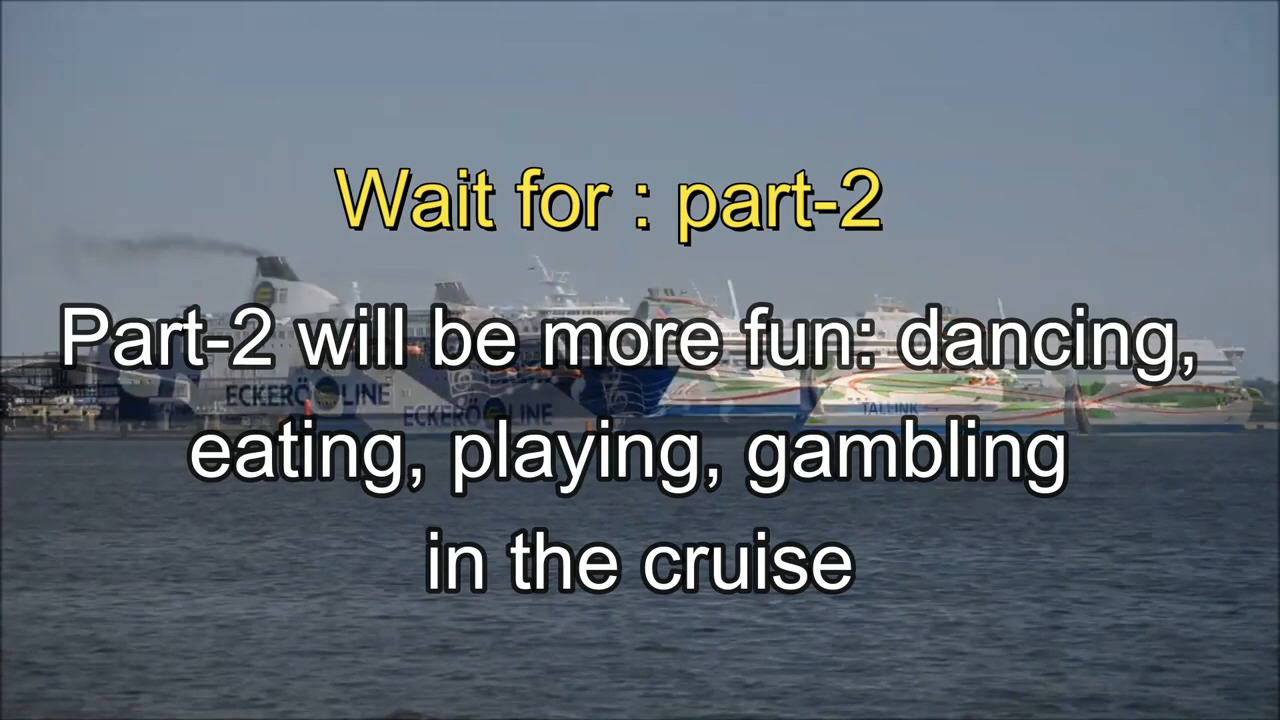 Wait for : part-2
Part-2 will be more fun: dancing,
eating, playing, gambling
in the cruise
ECKERÖ LINE
ECKERÖ LINE
TALLINK